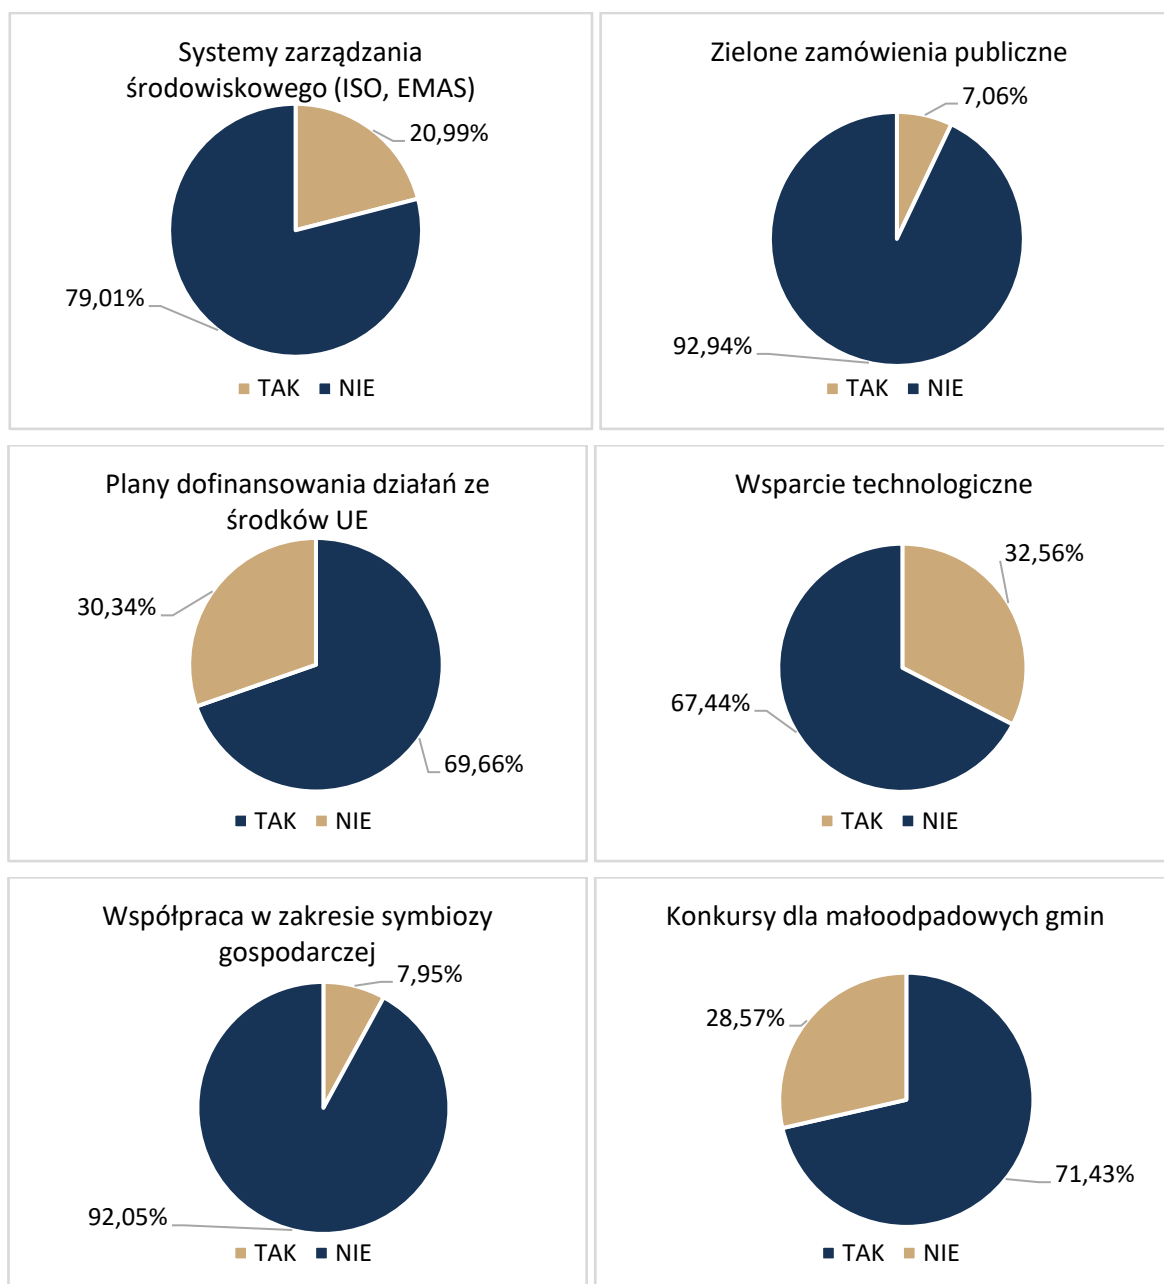 Systemy zarządzania
środowiskowego (ISO, EMAS)
20,99%
79,01%
TAK NIE
Zielone zamówienia publiczne
7,06%
92,94%
TAK NIE
Plany dofinansowania działań ze
środków UE
30,34%
69,66%
TAK NIE
Wsparcie technologiczne
32,56%
67,44%
TAK NIE
Współpraca w zakresie symbiozy
gospodarczej
7,95%
92,05%
TAK NIE
Konkursy dla małoodpadowych gmin
28,57%
71,43%
TAK NIE